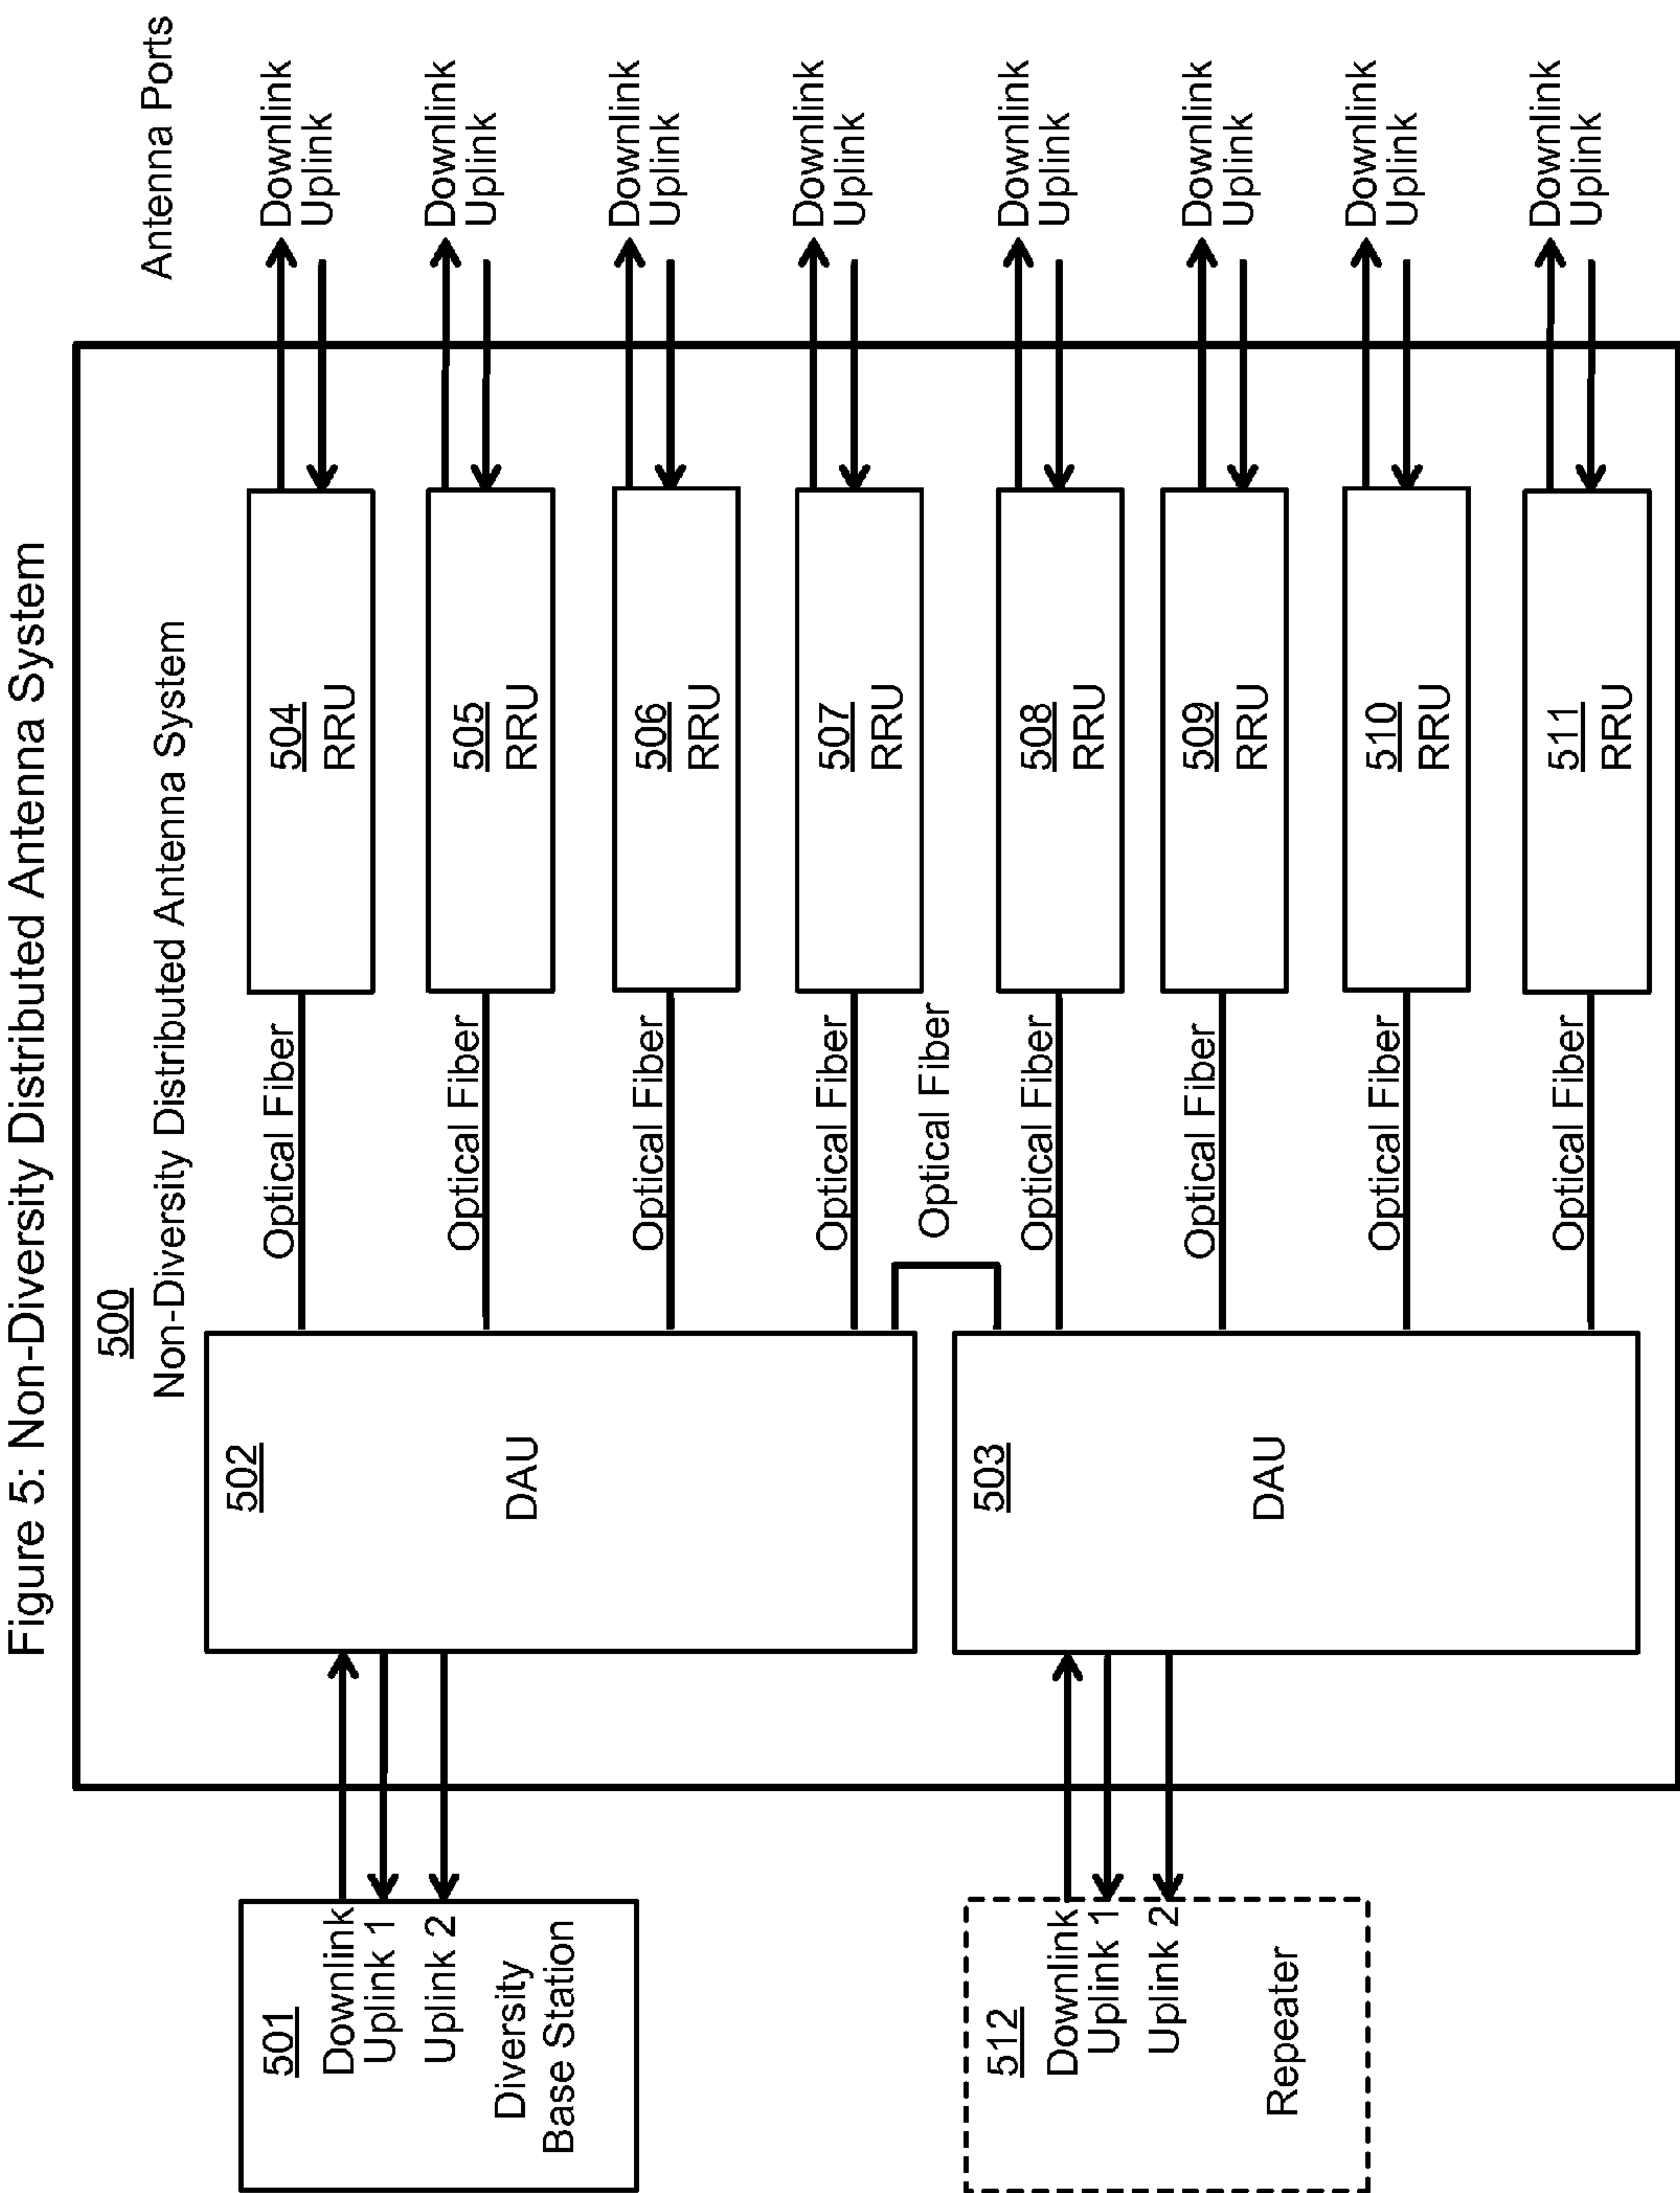 Figure 5: Non-Diversity Distributed Antenna System
Antenna Ports
500
Non-Diversity Distributed Antenna System
501
Downlink
Uplink 1
Uplink 2
Diversity
Base Station
502
DAU
Optical Fiber
504
RRU
Downlink
Uplink
Optical Fiber
505
RRU
Downlink
Uplink
Optical Fiber
506
RRU
Downlink
Uplink
Optical Fiber
507
RRU
Downlink
Uplink
Optical Fiber
512
Downlink
Uplink 1
Uplink 2
Repeater
503
DAU
Optical Fiber
508
RRU
Downlink
Uplink
Optical Fiber
509
RRU
Downlink
Uplink
Optical Fiber
510
RRU
Downlink
Uplink
Optical Fiber
511
RRU
Downlink
Uplink